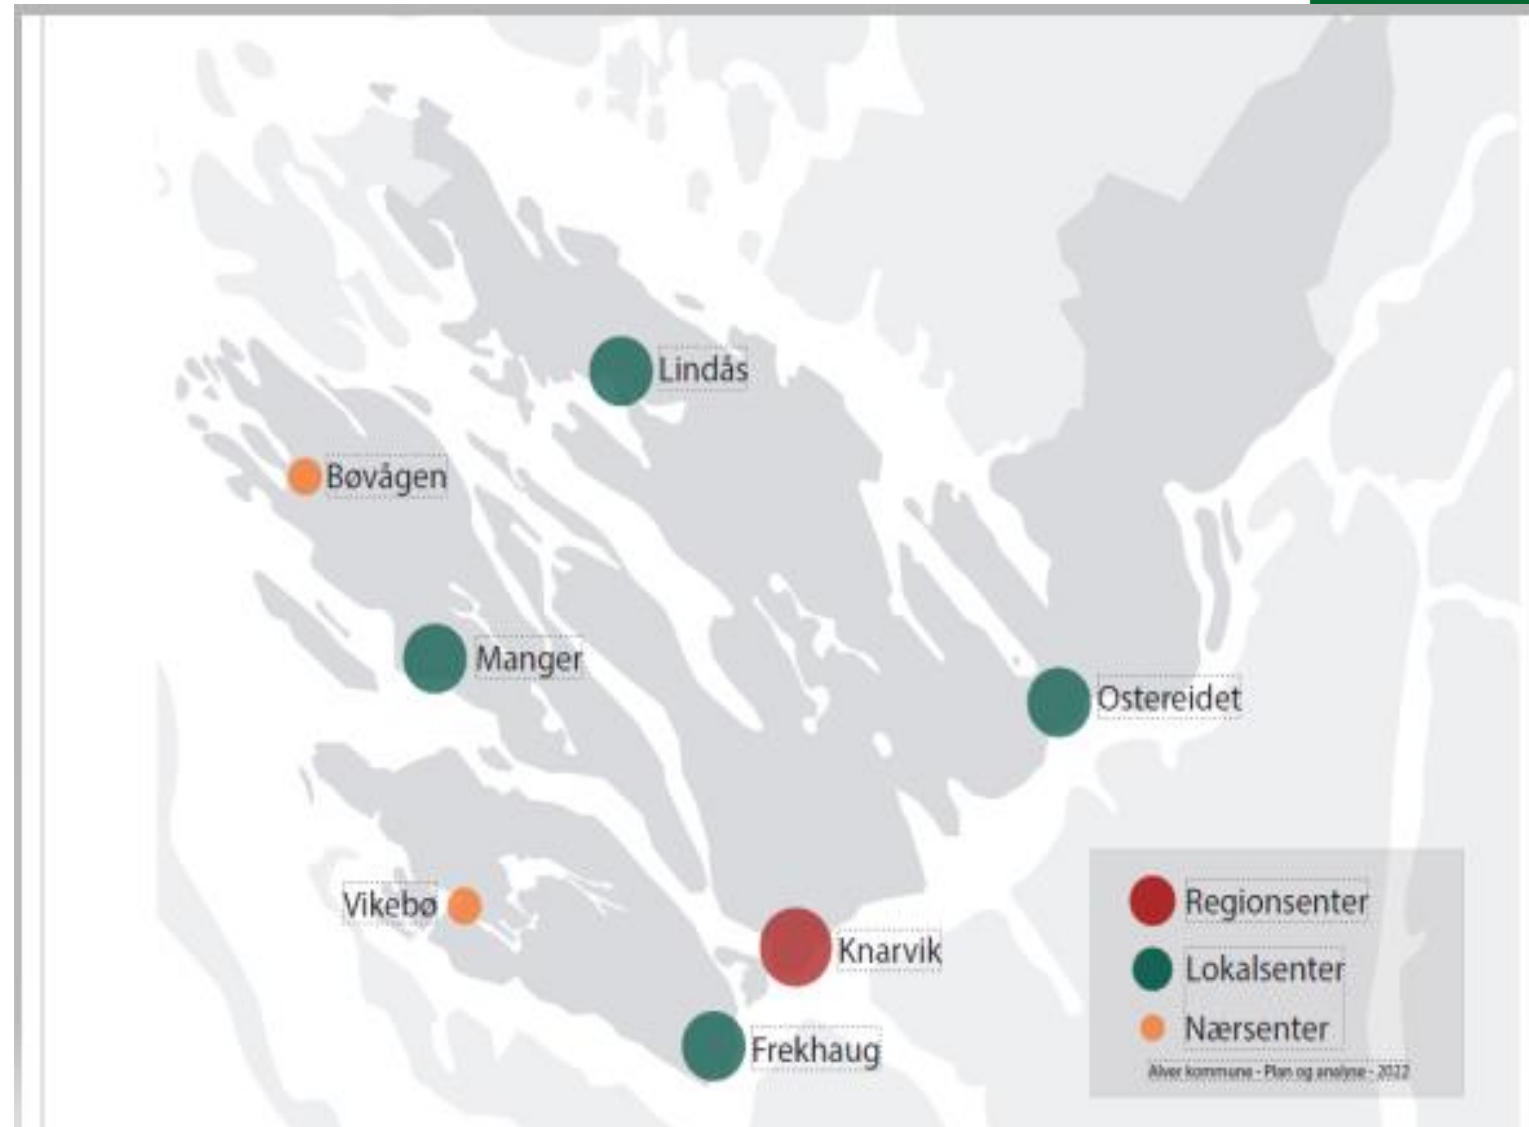 Lindås
Bøvågen
Manger
Ostereidet
Vikebø
Knarvik
Frekhaug
Regionsenter
Lokalsenter
Nærsenter
Alver kommune - Plan og analyse - 2022